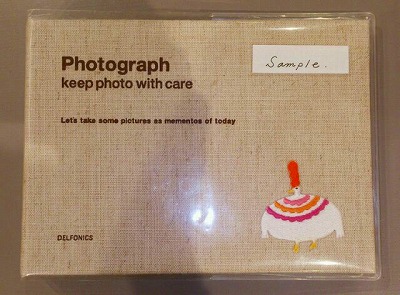 Photograph
keep photo with care
Sample.
Let's take some pictures as mementos of today
DELFONICS